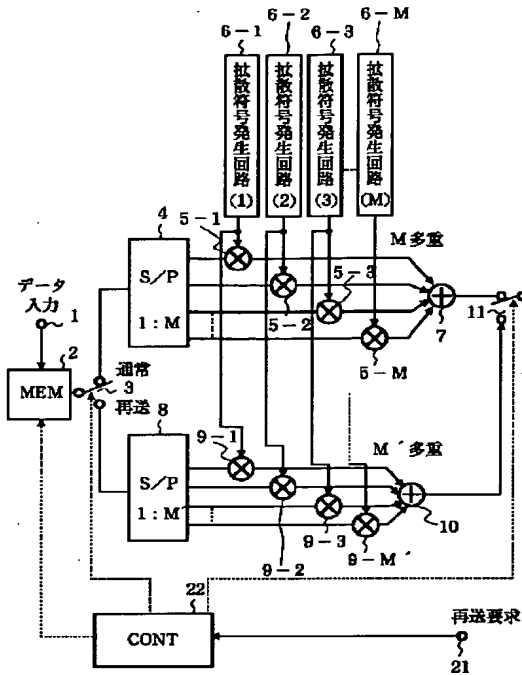 6-1
6-2
6-3
6-M
拡散符号発生回路(1)
拡散符号発生回路(2)
拡散符号発生回路(3)
拡散符号発生回路(M)
4
5-1
M多重
S/P
1:M
5-2
5-3
5-M
7
11
データ
入力
1
2
MEM
3
通常
再送
8
9-1
M´多重
S/P
1:M´
9-2
9-3
9-M´
10
22
CONT
再送要求
21